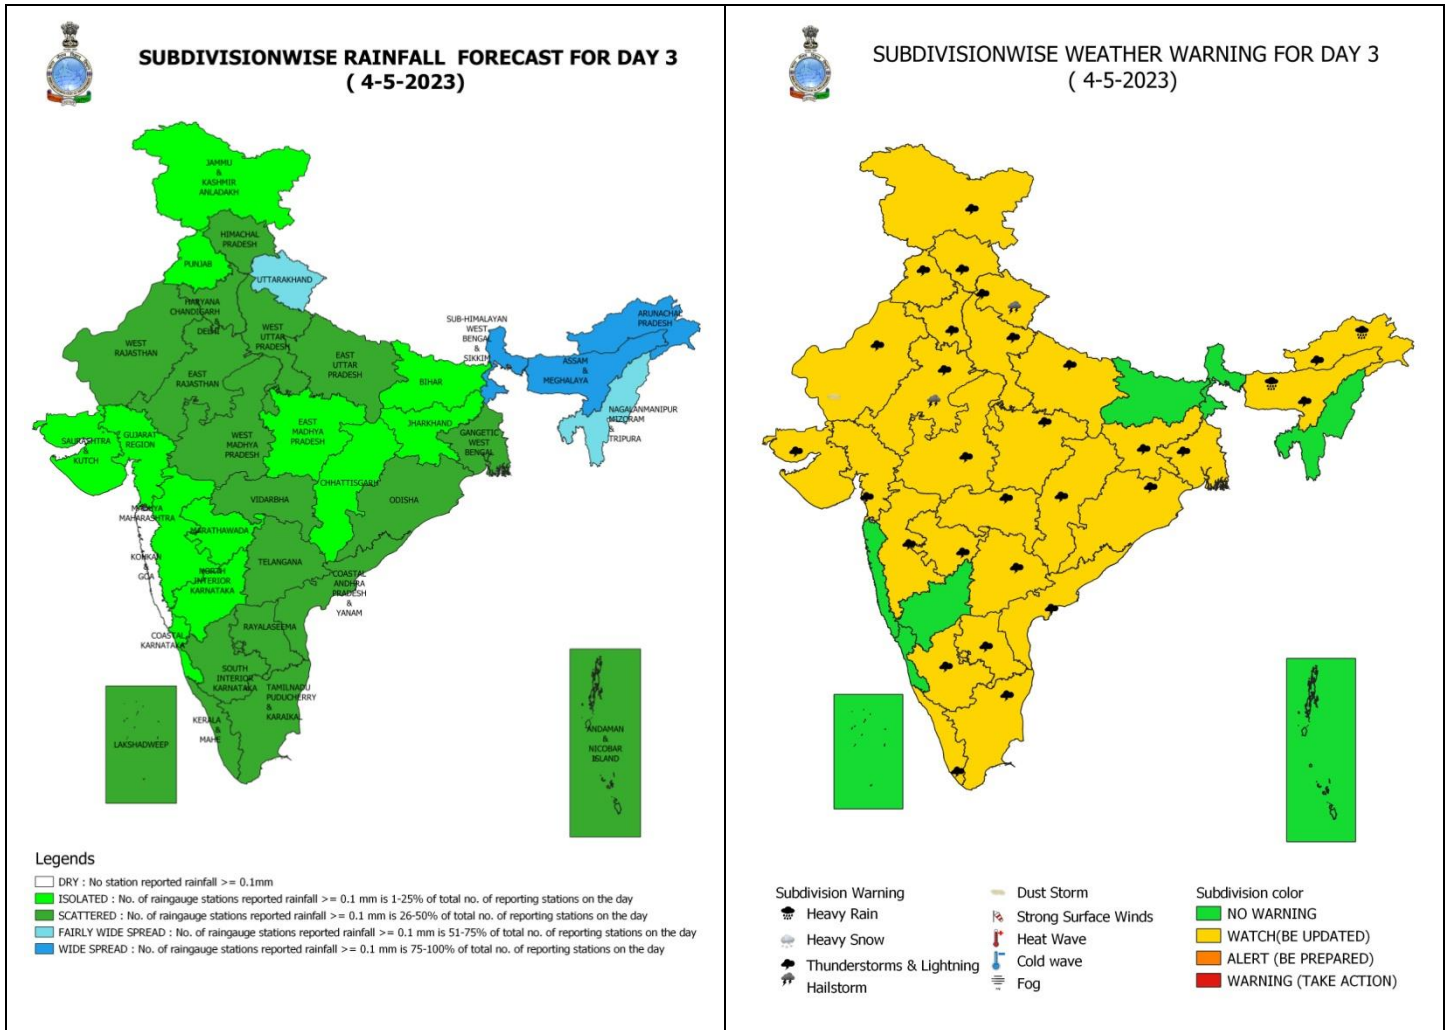 SUBDIVISIONWISE RAINFALL FORECAST FOR DAY 3
( 4-5-2023)
JAMMU
&
KASHMIR
ANLADAKH
HIMACHAL
PRADESH
PUNJAB
UTTARAKHAND
HARYANA
CHANDIGARH
&
DELHI
WEST
RAJASTHAN
WEST
UTTAR
PRADESH
EAST
RAJASTHAN
EAST
UTTAR
PRADESH
SUB-HIMALAYAN
WEST
BENGAL
&
SIKKIM
ARUNACHAL
PRADESH
ASSAM
&
MEGHALAYA
BIHAR
NAGALANMANIPUR
MIZORAM
&
TRIPURA
JHARKHAND
GANGETIC
WEST
BENGAL
SAURASHTRA
&
KUTCH
GUJARAT
REGION
WEST
MADHYA
PRADESH
EAST
MADHYA
PRADESH
CHHATTISGARH
ODISHA
VIDARBHA
MADHYA
MAHARASHTRA
MARATHAWADA
KONKAN
&
GOA
NORTH
INTERIOR
KARNATAKA
TELANGANA
COASTAL
ANDHRA
PRADESH
&
YANAM
RAYALASEEMA
COASTAL
KARNATAKA
SOUTH
INTERIOR
KARNATAKA
TAMILNADU
PUDUCHERRY
&
KARAIKAL
KERALA
&
MAHE
LAKSHADWEEP
ANDAMAN
&
NICOBAR
ISLAND
Legends
DRY : No station reported rainfall >= 0.1mm
ISOLATED : No. of raingauge stations reported rainfall >= 0.1 mm is 1-25% of total no. of reporting stations on the day
SCATTERED : No. of raingauge stations reported rainfall >= 0.1 mm is 26-50% of total no. of reporting stations on the day
FAIRLY WIDE SPREAD : No. of raingauge stations reported rainfall >= 0.1 mm is 51-75% of total no. of reporting stations on the day
WIDE SPREAD : No. of raingauge stations reported rainfall >= 0.1 mm is 75-100% of total no. of reporting stations on the day
SUBDIVISIONWISE WEATHER WARNING FOR DAY 3
( 4-5-2023)
Subdivision Warning
Heavy Rain
Heavy Snow
Thunderstorms & Lightning
Hailstorm
Dust Storm
Strong Surface Winds
Heat Wave
Cold wave
Fog
Subdivision color
NO WARNING
WATCH(BE UPDATED)
ALERT (BE PREPARED)
WARNING (TAKE ACTION)